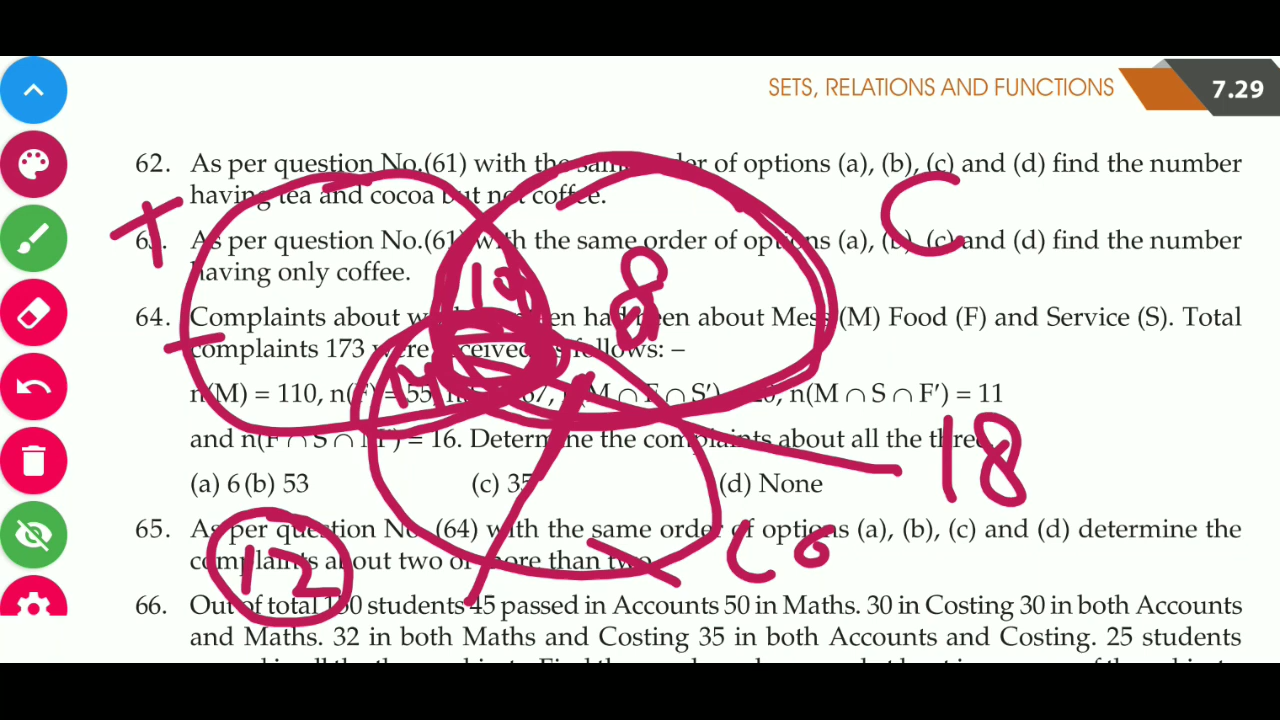 SETS, RELATIONS AND FUNCTIONS 7.29
62. As per question No.(61) with the same order of options (a), (b), (c) and (d) find the number
having tea and cocoa but not coffee.
63. As per question No.(61) with the same order of options (a), (b), (c) and (d) find the number
having only coffee.
64. Complaints about works been had been about Mess (M) Food (F) and Service (S). Total
complaints 173 were received as follows: –
n(M) = 110, n(F) = 55, 67, n(M ∩ F ∩ S′) 20, n(M ∩ S ∩ F′) = 11
and n(F ∩ S ∩ M′) = 16. Determine the complaints about all the three.
(a) 6 (b) 53 (c) 35 (d) None
65. As per question No. (64) with the same order of options (a), (b), (c) and (d) determine the
complaints about two or more than two.
66. Out of total 150 students 45 passed in Accounts 50 in Maths. 30 in Costing 30 in both Accounts
and Maths. 32 in both Maths and Costing 35 in both Accounts and Costing. 25 students
T
C
8
18
Co
12